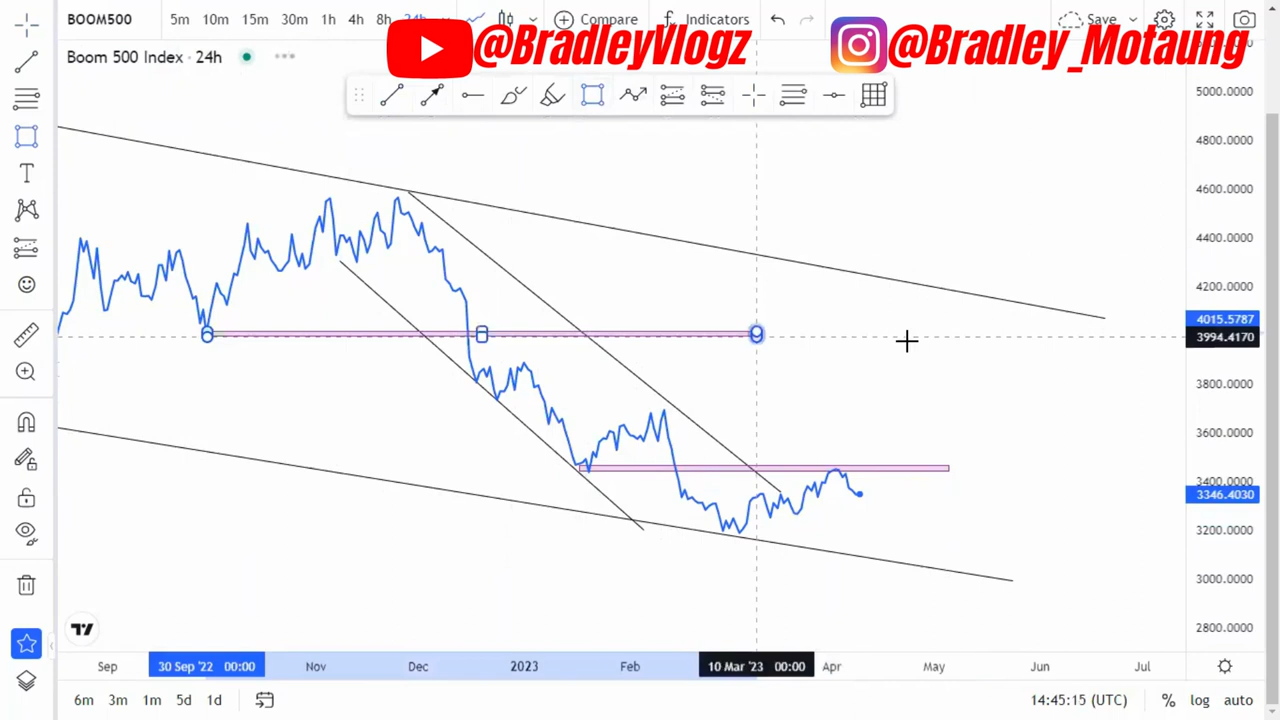 BOOM500 5m 10m 15m 30m 1h 4h 8h Compare Indicators Save
@BradleyVlogz @Bradley_Motaung
Boom 500 Index · 24h
5000.0000
4800.0000
4600.0000
4400.0000
4200.0000
4015.5787
3994.4170
3800.0000
3600.0000
3400.0000
3346.4030
3200.0000
3000.0000
2800.0000
Sep 30 Sep '22 00:00 Nov Dec 2023 Feb 10 Mar '23 00:00 Apr May Jun Jul
6m 3m 1m 5d 1d 14:45:15 (UTC) % log auto